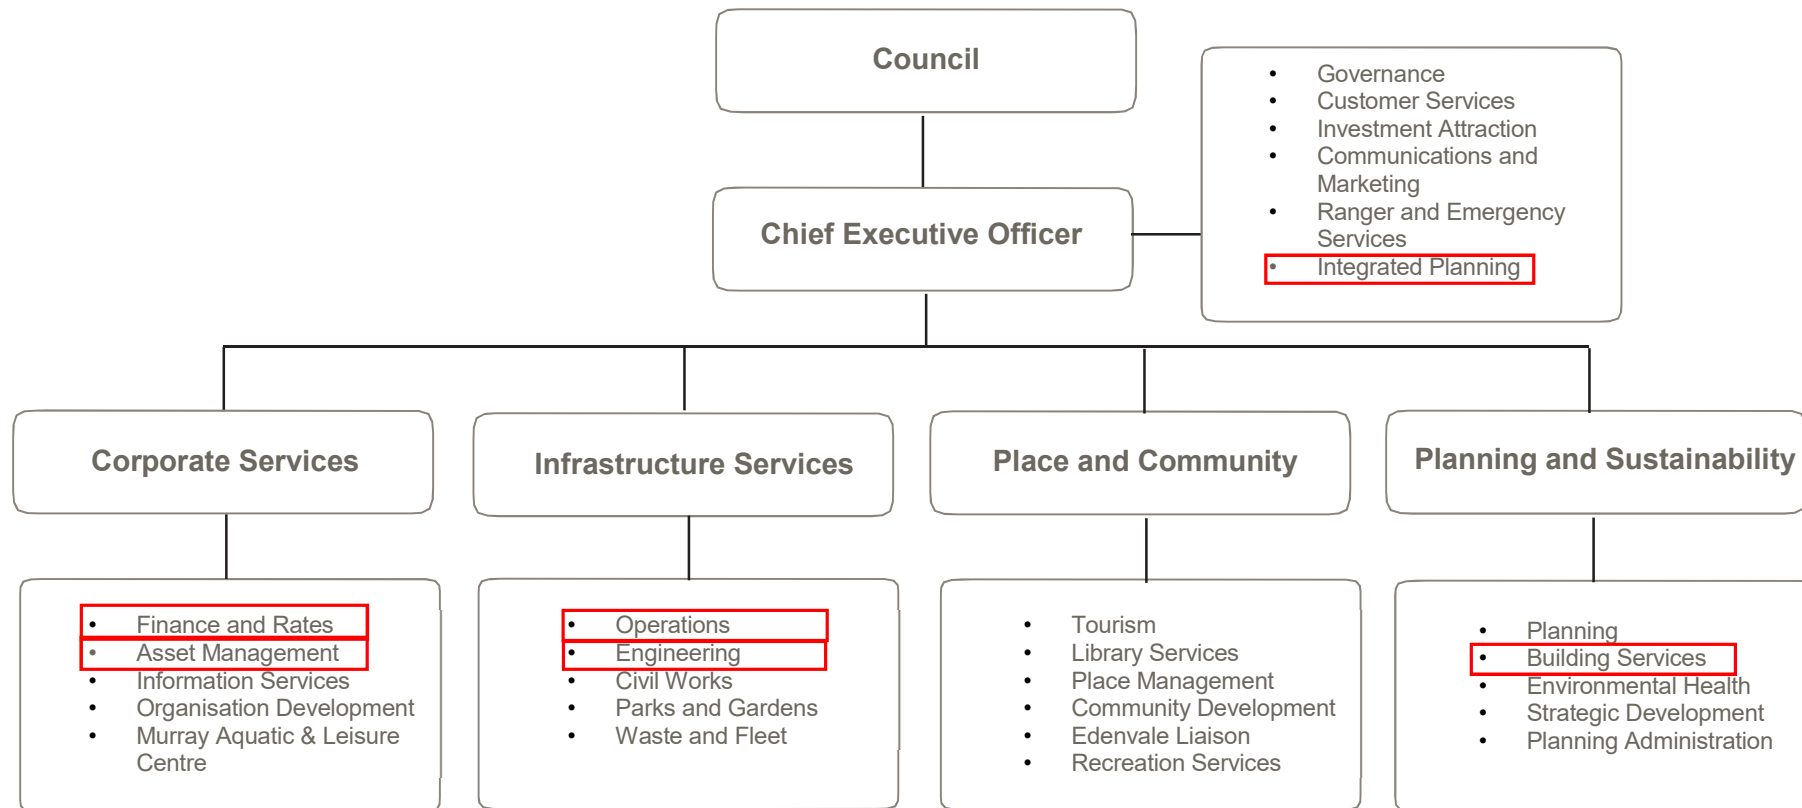 Council
• Governance
• Customer Services
• Investment Attraction
• Communications and
Marketing
• Ranger and Emergency
Services
• Integrated Planning
Chief Executive Officer
Corporate Services
Infrastructure Services
Place and Community
Planning and Sustainability
• Finance and Rates
• Asset Management
• Information Services
• Organisation Development
• Murray Aquatic & Leisure
Centre
• Operations
• Engineering
• Civil Works
• Parks and Gardens
• Waste and Fleet
• Tourism
• Library Services
• Place Management
• Community Development
• Edenvale Liaison
• Recreation Services
• Planning
• Building Services
• Environmental Health
• Strategic Development
• Planning Administration